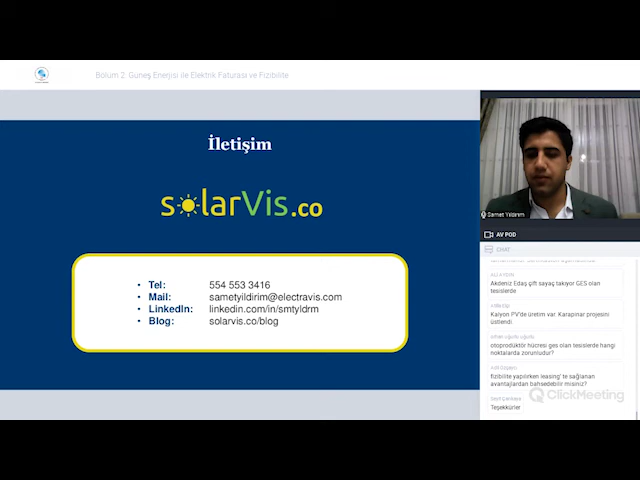 Bölüm 2: Güneş Enerjisi ile Elektrik Faturası ve Fizibilite
İletişim
solarVis.co
• Tel: 554 553 3416
• Mail: sametyildirim@electravis.com
• LinkedIn: linkedin.com/in/smtyldrm
• Blog: solarvis.co/blog
Samet Yıldırım
AV POD
CHAT
ALİ AYDIN
Akdeniz Edaş çift sayaç takıyor GES olan
tesislerde
Kalyon PV'de üretim var. Karapınar projesini
üstlendi.
otoprodüktör hücresi ges olan tesislerde hangi
noktalarda zorunludur?
fizibilite yapılırken leasing' te sağlanan
avantajlardan bahsedebilir misiniz?
ClickMeeting
Teşekkürler